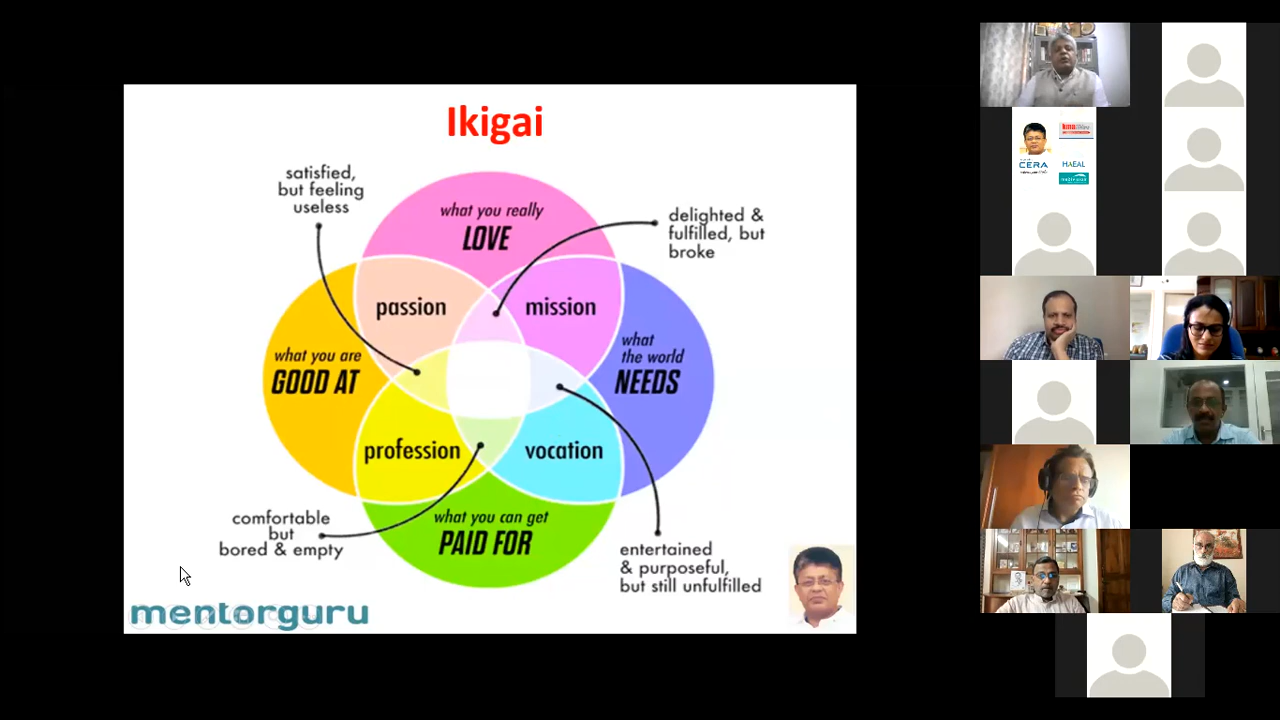 Ikigai
satisfied,
but feeling
useless
what you really
LOVE
delighted &
fulfilled, but
broke
passion
mission
what you are
GOOD AT
what
the world
NEEDS
profession
vocation
what you can get
PAID FOR
comfortable
but
bored & empty
entertained
& purposeful,
but still unfulfilled
mentorguru
CERA
HAEAL